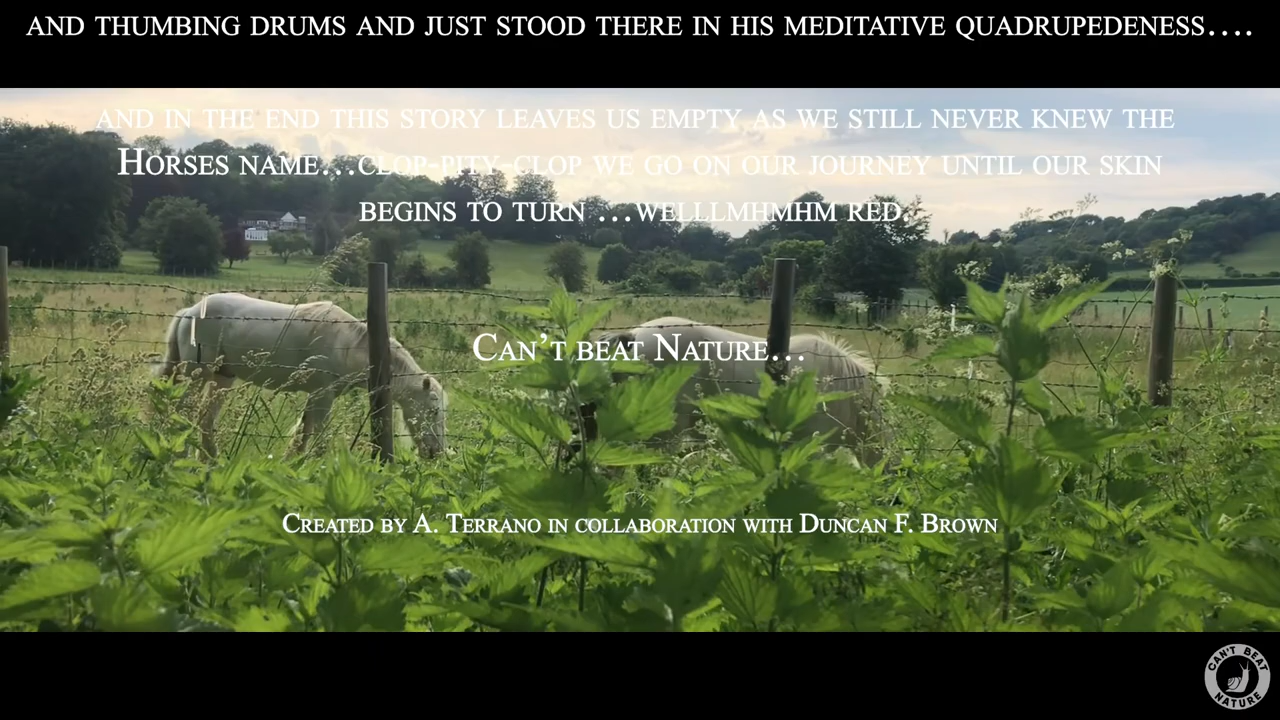 AND THUMBING DRUMS AND JUST STOOD THERE IN HIS MEDITATIVE QUADRUPEDENESS....
AND IN THE END THIS STORY LEAVES US EMPTY AS WE STILL NEVER KNEW THE
HORSES NAME...CLOP-PITY-CLOP WE GO ON OUR JOURNEY UNTIL OUR SKIN
BEGINS TO TURN ...WELLLMHMHM RED.
CAN'T BEAT NATURE...
CREATED BY A. TERRANO IN COLLABORATION WITH DUNCAN F. BROWN
CAN'T BEAT
NATURE